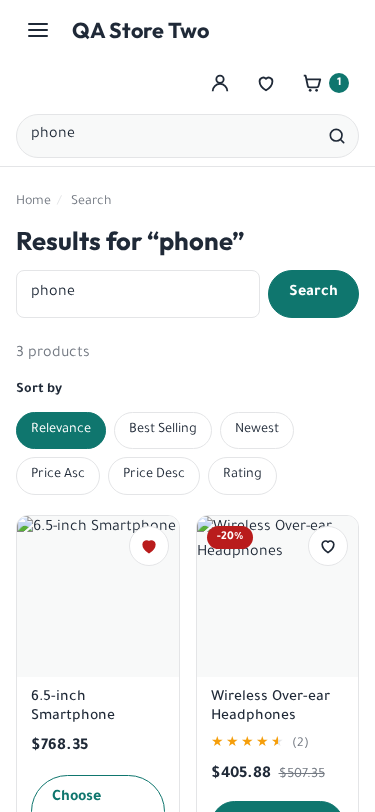 QA Store Two
1
phone
Home / Search
Results for “phone”
phone
Search
3 products
Sort by
Relevance
Best Selling
Newest
Price Asc
Price Desc
Rating
6.5-inch Smartphone
Wireless Over-ear
Headphones
-20%
6.5-inch
Smartphone
$768.35
Choose
Wireless Over-ear
Headphones
(2)
$405.88 $507.35